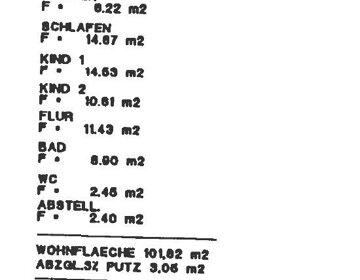 F = 6.22 m2
SCHLAFEN
F = 14.67 m2
KIND 1
F = 14.53 m2
KIND 2
F = 10.61 m2
FLUR
F = 11.43 m2
BAD
F = 8.90 m2
WC
F = 2.45 m2
ABSTELL.
F = 2.40 m2
WOHNFLAECHE 101,82 m2
ABZGL.3% PUTZ 3,05 m2